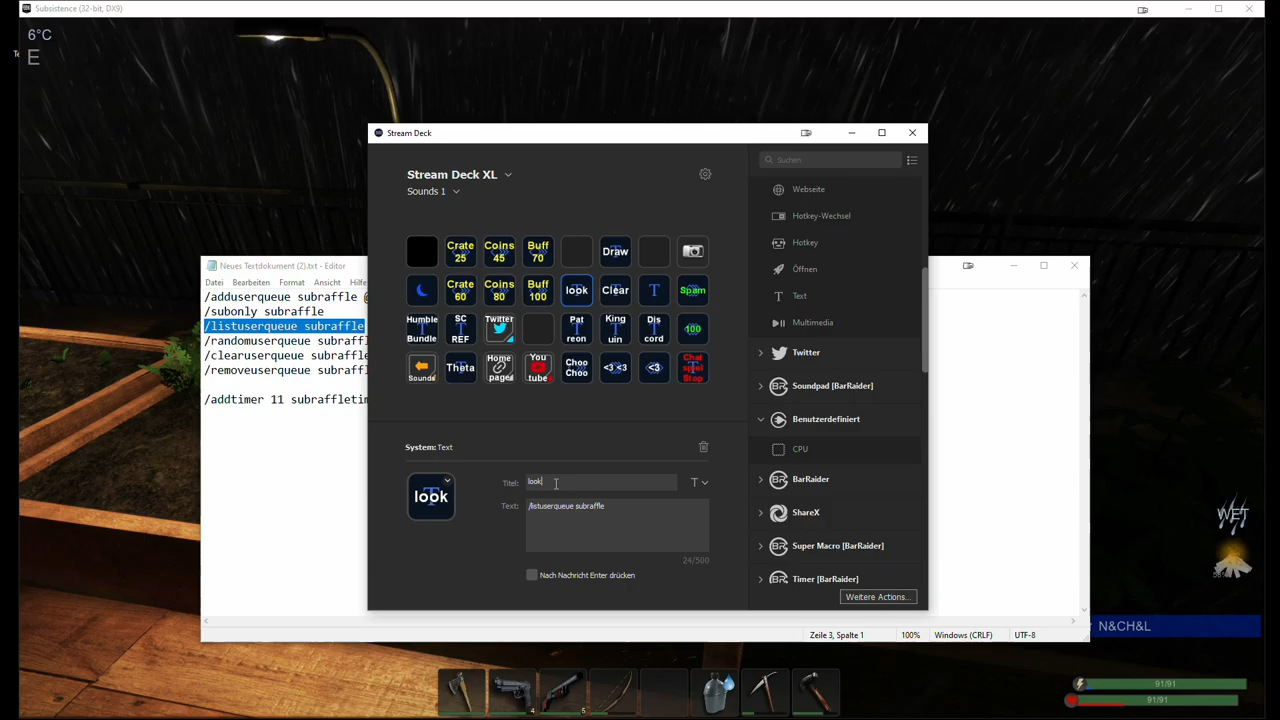 Subsistence (32-bit, DX9)
6°C
E
Stream Deck
Stream Deck XL
Sounds 1
Crate 25
Coins 45
Buff 70
Draw
Crate 60
Coins 80
Buff 100
look
Clear
T
Spam
Humble Bundle
SC REF
Twitter
Pat reon
King uin
Dis cord
100
Sounds
Theta
Home page
You tube
Choo Choo
<3 <3
<3
Chat spiel Stop
System: Text
look
Titel: look
Text: /listuserqueue subraffle
24/500
Nach Nachricht Enter drücken
Suchen
Webseite
Hotkey-Wechsel
Hotkey
Öffnen
Text
Multimedia
Twitter
Soundpad [BarRaider]
Benutzerdefiniert
CPU
BarRaider
ShareX
Super Macro [BarRaider]
Timer [BarRaider]
Weitere Actions...
Neues Textdokument (2).txt - Editor
Datei Bearbeiten Format Ansicht Hilfe
/adduserqueue subraffle @
/subonly subraffle
/listuserqueue subraffle
/randomuserqueue subraffl
/clearuserqueue subraffle
/removeuserqueue subraffl
/addtimer 11 subraffletim
Zeile 3, Spalte 1
100%
Windows (CRLF)
UTF-8
WET
N&CH&L
4
5
91/91
91/91